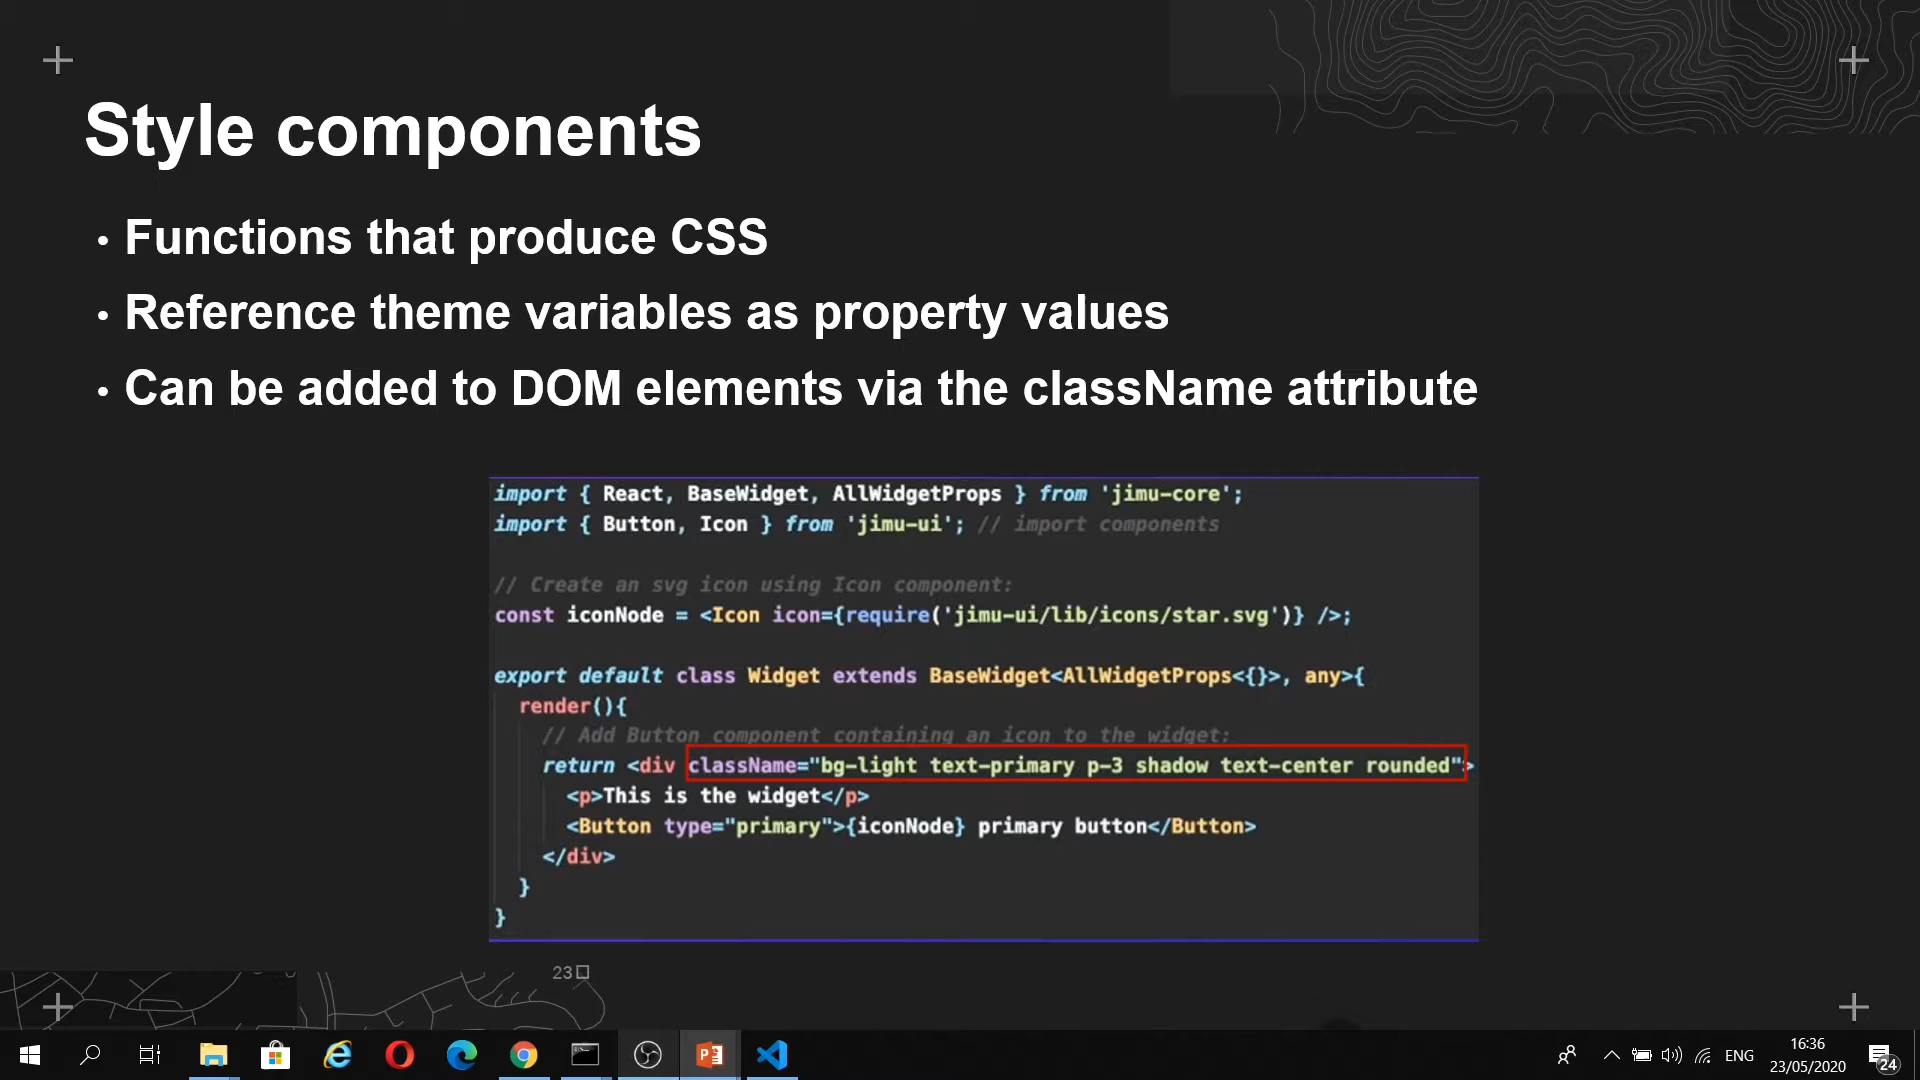 Style components
• Functions that produce CSS
• Reference theme variables as property values
• Can be added to DOM elements via the className attribute
import { React, BaseWidget, AllWidgetProps } from 'jimu-core';
import { Button, Icon } from 'jimu-ui'; // import components
// Create an svg icon using Icon component:
const iconNode = <Icon icon={require('jimu-ui/lib/icons/star.svg')} />;
export default class Widget extends BaseWidget<AllWidgetProps<{}>, any>{
render(){
// Add Button component containing an icon to the widget:
return <div className="bg-light text-primary p-3 shadow text-center rounded">
<p>This is the widget</p>
<Button type="primary">{iconNode} primary button</Button>
</div>
}
}
23
ENG
16:36
23/05/2020
24